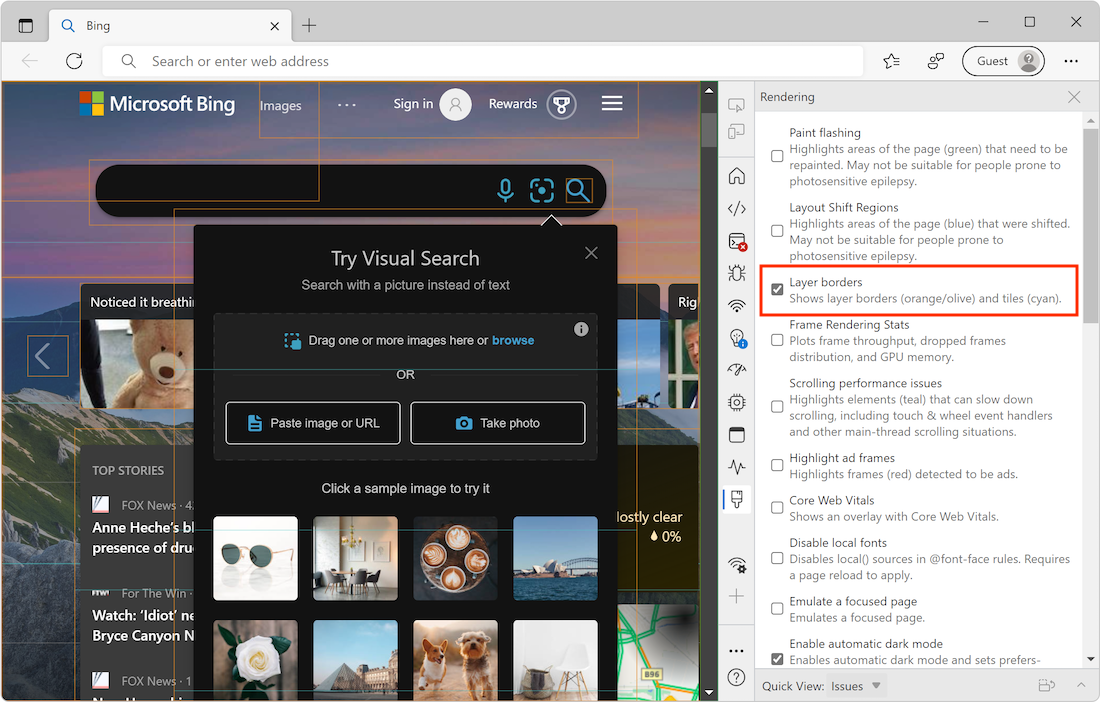 Bing
Search or enter web address
Guest
Microsoft Bing
Images
Sign in
Rewards
Try Visual Search
Search with a picture instead of text
Drag one or more images here or browse
OR
Paste image or URL
Take photo
Click a sample image to try it
Noticed it breathin
Rig
TOP STORIES
FOX News · 4
Anne Heche's bl
presence of dru
For The Win ·
Watch: 'Idiot' ne
Bryce Canyon N
FOX News ·
Mostly clear
0%
B96
Rendering
Paint flashing
Highlights areas of the page (green) that need to be
repainted. May not be suitable for people prone to
photosensitive epilepsy.
Layout Shift Regions
Highlights areas of the page (blue) that were shifted.
May not be suitable for people prone to
photosensitive epilepsy.
Layer borders
Shows layer borders (orange/olive) and tiles (cyan).
Frame Rendering Stats
Plots frame throughput, dropped frames
distribution, and GPU memory.
Scrolling performance issues
Highlights elements (teal) that can slow down
scrolling, including touch & wheel event handlers
and other main-thread scrolling situations.
Highlight ad frames
Highlights frames (red) detected to be ads.
Core Web Vitals
Shows an overlay with Core Web Vitals.
Disable local fonts
Disables local() sources in @font-face rules. Requires
a page reload to apply.
Emulate a focused page
Emulates a focused page.
Enable automatic dark mode
Enables automatic dark mode and sets prefers-
Quick View: Issues